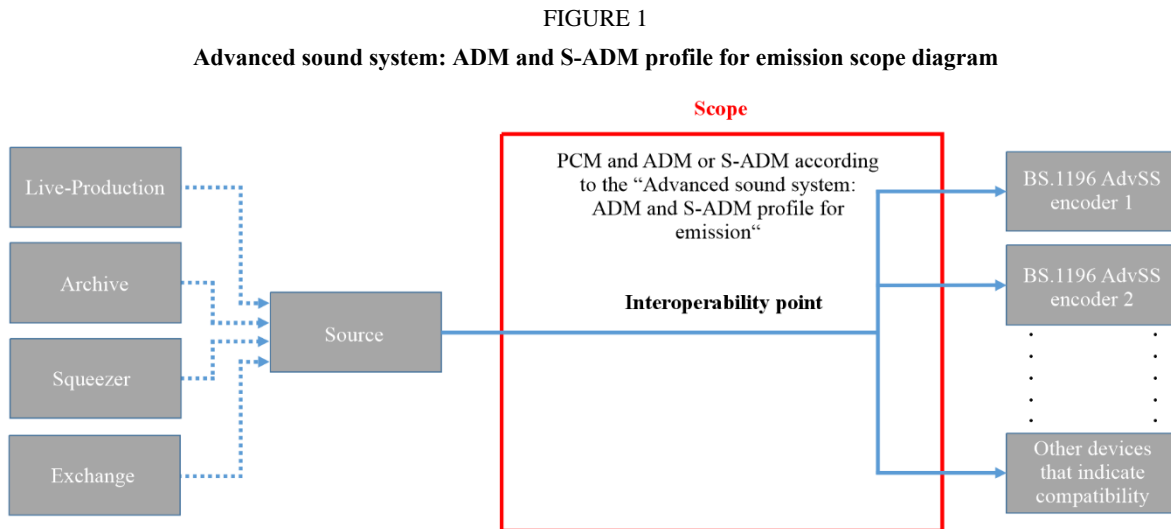 FIGURE 1
Advanced sound system: ADM and S-ADM profile for emission scope diagram
Scope
Live-Production
Archive
Squeezer
Exchange
Source
PCM and ADM or S-ADM according
to the “Advanced sound system:
ADM and S-ADM profile for
emission“
Interoperability point
BS.1196 AdvSS
encoder 1
BS.1196 AdvSS
encoder 2
Other devices
that indicate
compatibility